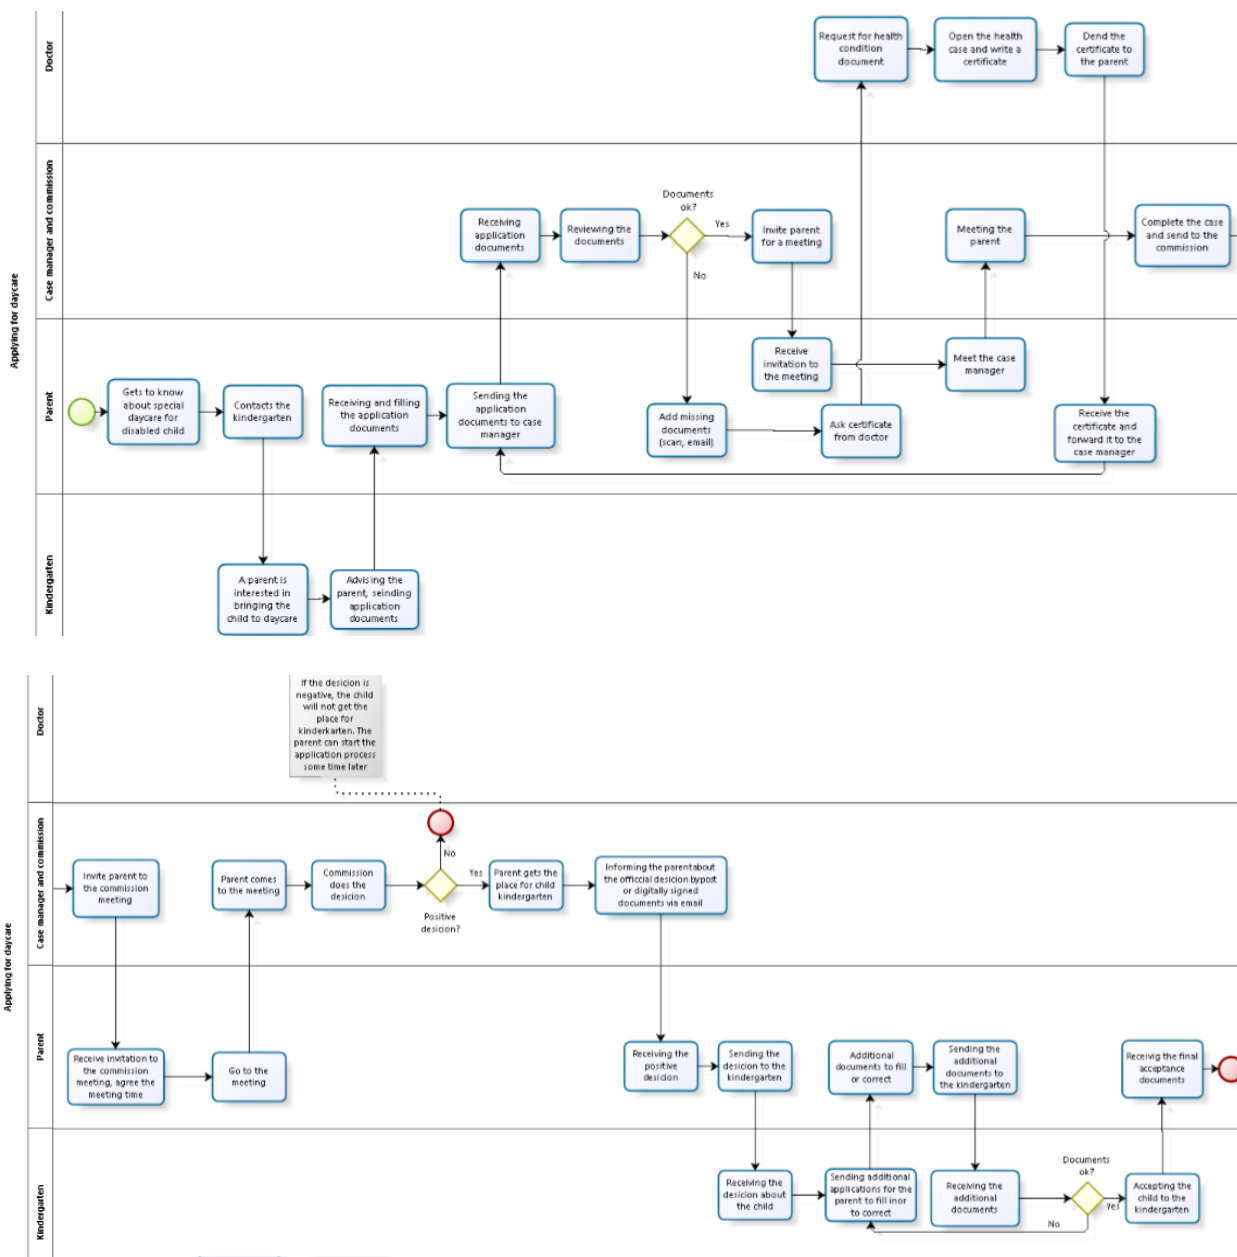 Applying for daycare
Doctor
Request for health
condition
document
Open the health
case and write a
certificate
Dend the
certificate to
the parent
Case manager and commission
Receiving
application
documents
Reviewing the
documents
Documents
ok?
Yes
No
Invite parent
for a meeting
Meeting the
parent
Complete the case
and send to the
commission
Parent
Gets to know
about special
daycare for
disabled child
Contacts the
kindergarten
Receiving and filling
the application
documents
Sending the
application
documents to case
manager
Add missing
documents
(scan, email)
Receive
invitation to
the meeting
Ask certificate
from doctor
Meet the case
manager
Receive the
certificate and
forward it to the
case manager
Kindergarten
A parent is
interested in
bringing the
child to daycare
Advising the
parent, seinding
application
documents
Applying for daycare
Doctor
If the desicion is
negative, the child
will not get the
place for
kinderkarten. The
parent can start the
application process
some time later
Case manager and commission
Invite parent to
the commission
meeting
Parent comes
to the meeting
Commission
does the
desicion
No
Yes
Positive
desicion?
Parent gets the
place for child
kindergarten
Informing the parent about
the officcial desicion bypost
or digitally signed
documents via email
Parent
Receive invitation to
the commission
meeting, agree the
meeting time
Go to the
meeting
Receiving the
positive
desicion
Sending the
desicion to the
kindergarten
Additional
documents to fill
or correct
Sending the
additional
documents to
the kindergarten
Receivig the final
acceptance
documents
Kindergarten
Receiving the
desicion about
the child
Sending additional
applications for the
parent to fill inor
to correct
Receiving the
additional
documents
Documents
ok?
Yes
No
Accepting the
child to the
kindergarten